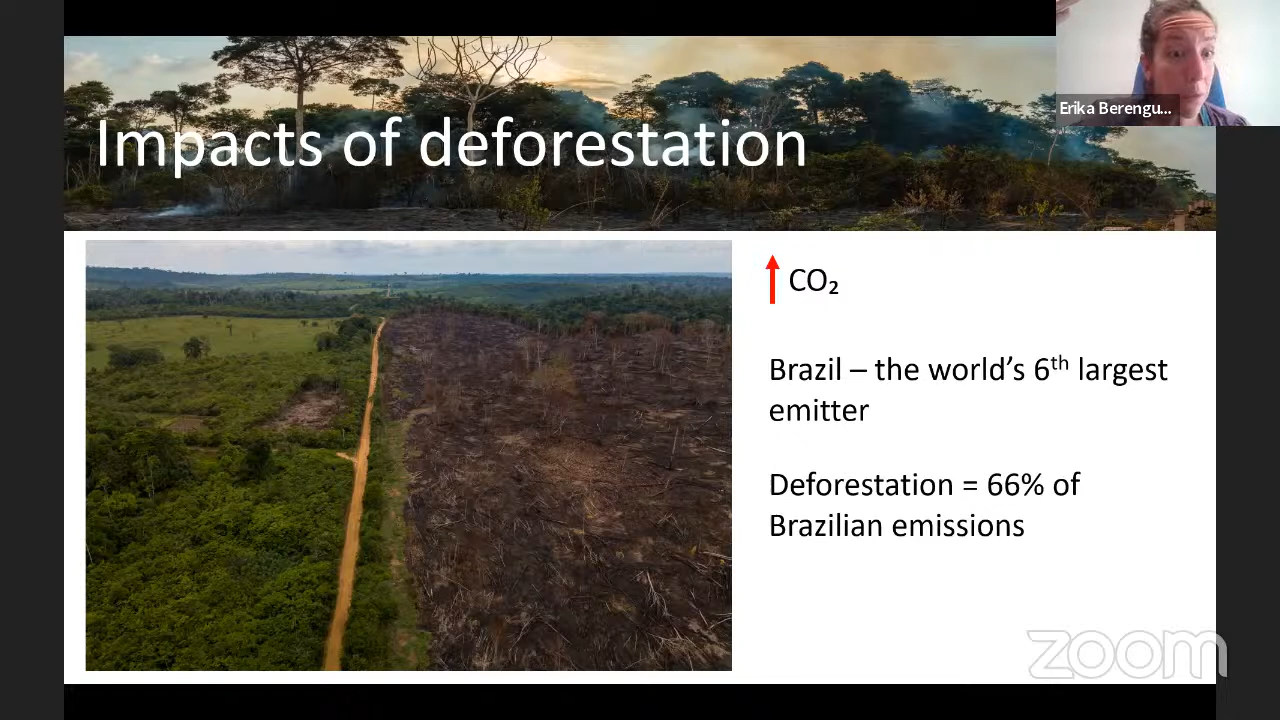 Erika Berengu...
Impacts of deforestation
CO₂
Brazil – the world’s 6th largest
emitter
Deforestation = 66% of
Brazilian emissions
zoom